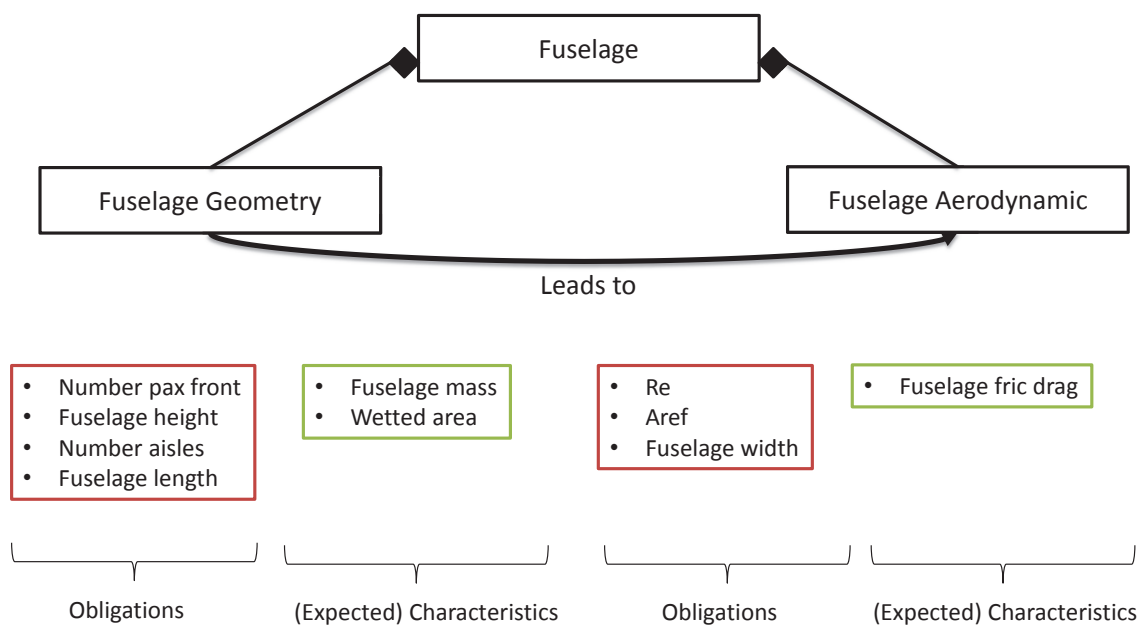 Fuselage
Fuselage Geometry
Fuselage Aerodynamic
Leads to
• Number pax front
• Fuselage height
• Number aisles
• Fuselage length
• Fuselage mass
• Wetted area
• Re
• Aref
• Fuselage width
• Fuselage fric drag
Obligations
(Expected) Characteristics
Obligations
(Expected) Characteristics